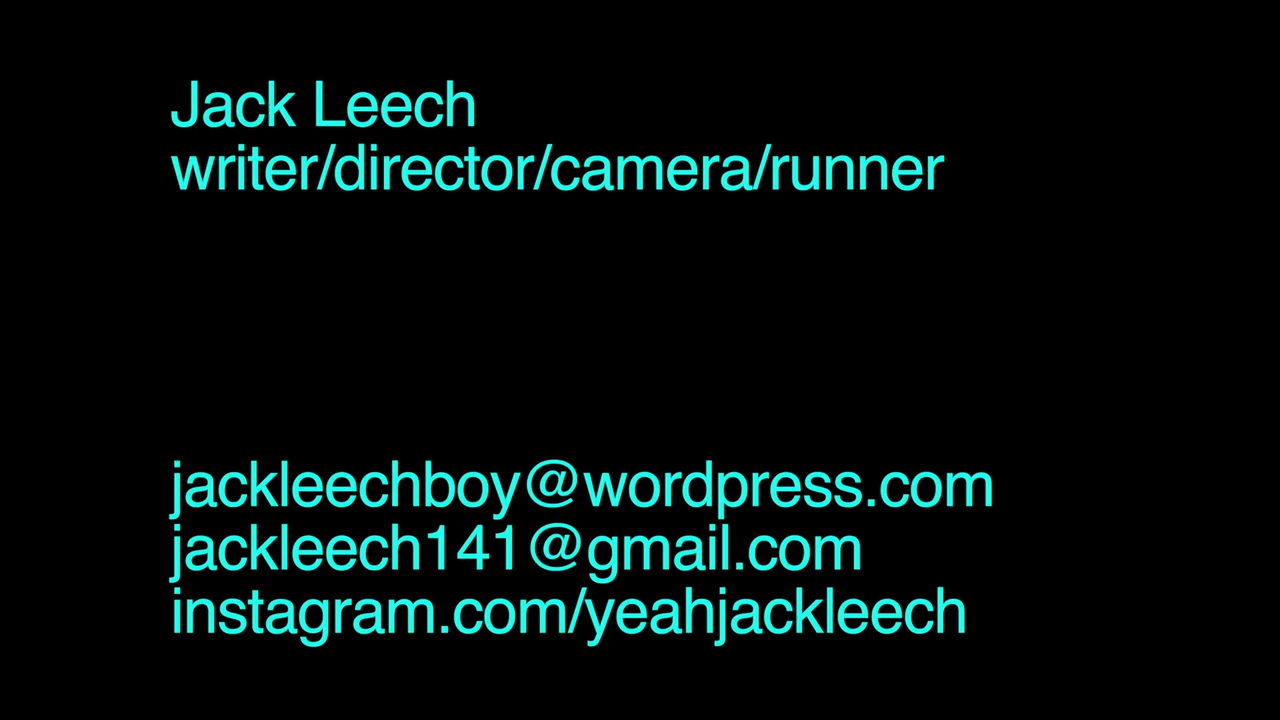 Jack Leech
writer/director/camera/runner
jackleechboy@wordpress.com
jackleech141@gmail.com
instagram.com/yeahjackleech